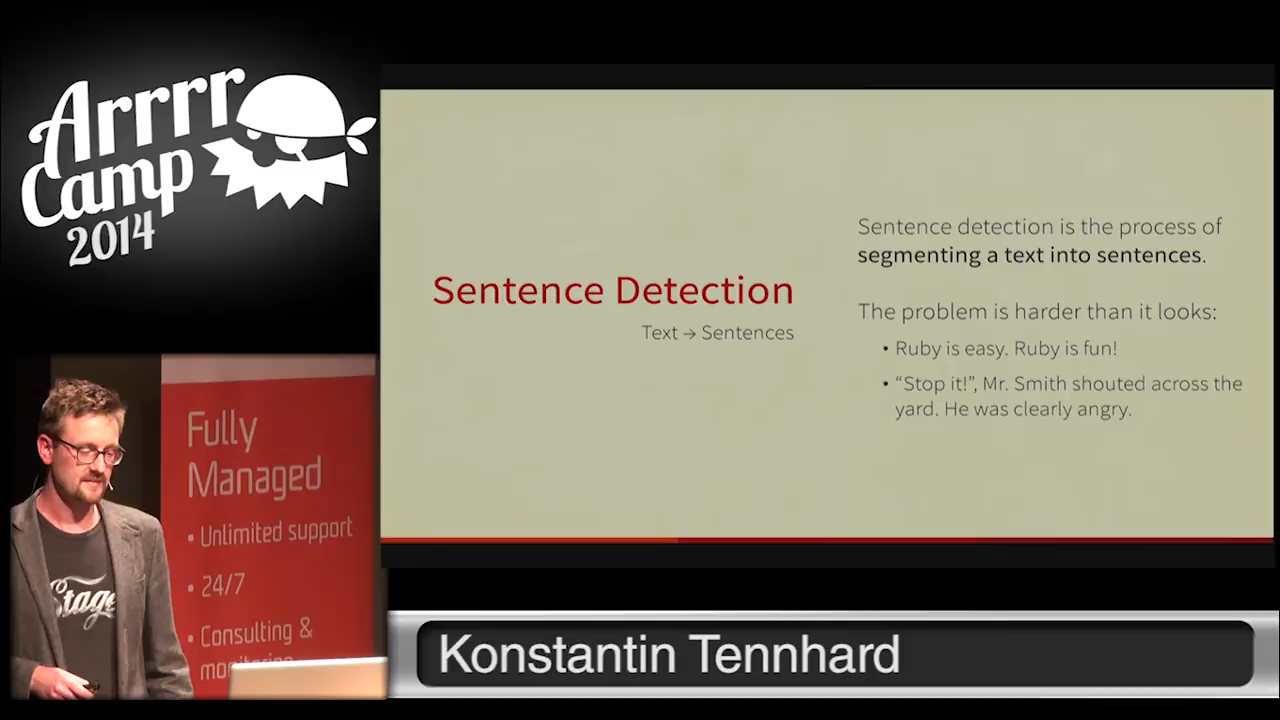 Arrrr
Camp
2014
Sentence Detection
Text → Sentences
Sentence detection is the process of
segmenting a text into sentences.
The problem is harder than it looks:
• Ruby is easy. Ruby is fun!
• “Stop it!”, Mr. Smith shouted across the
yard. He was clearly angry.
Fully
Managed
• Unlimited support
• 24/7
• Consulting &
monitoring
Stage
Konstantin Tennhard